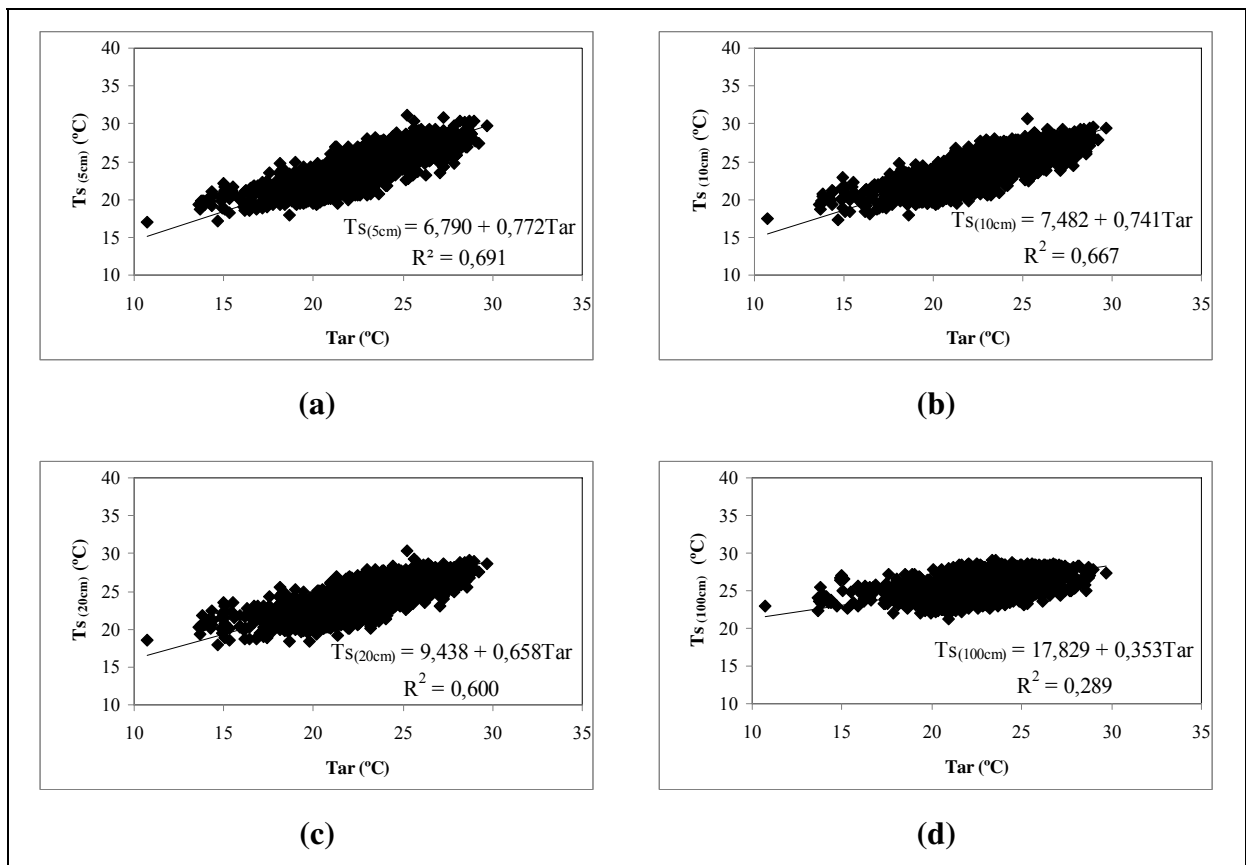 40
35
30
25
20
15
10
Ts (5cm) (ºC)
Ts(5cm) = 6,790 + 0,772Tar
R² = 0,691
10 15 20 25 30 35
Tar (ºC)
(a)
40
35
30
25
20
15
10
Ts (10cm) (ºC)
Ts(10cm) = 7,482 + 0,741Tar
R² = 0,667
10 15 20 25 30 35
Tar (ºC)
(b)
40
35
30
25
20
15
10
Ts (20cm) (ºC)
Ts(20cm) = 9,438 + 0,658Tar
R² = 0,600
10 15 20 25 30 35
Tar (ºC)
(c)
40
35
30
25
20
15
10
Ts (100cm) (ºC)
Ts(100cm) = 17,829 + 0,353Tar
R² = 0,289
10 15 20 25 30 35
Tar (ºC)
(d)